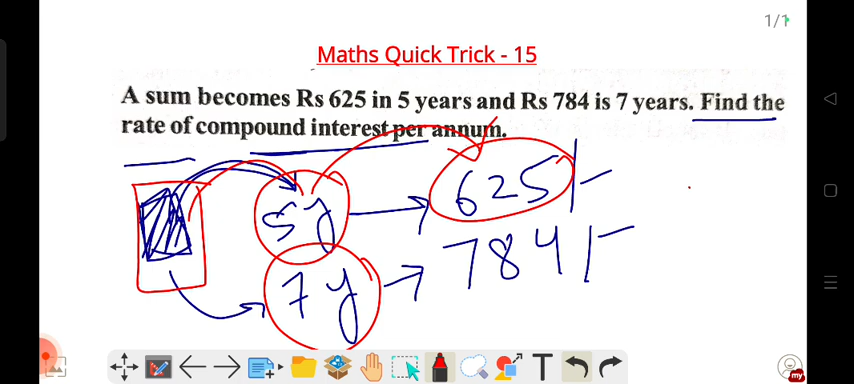 1/1
Maths Quick Trick - 15
A sum becomes Rs 625 in 5 years and Rs 784 is 7 years. Find the
rate of compound interest per annum.
5y → 625/-
7y → 784/-
T
my